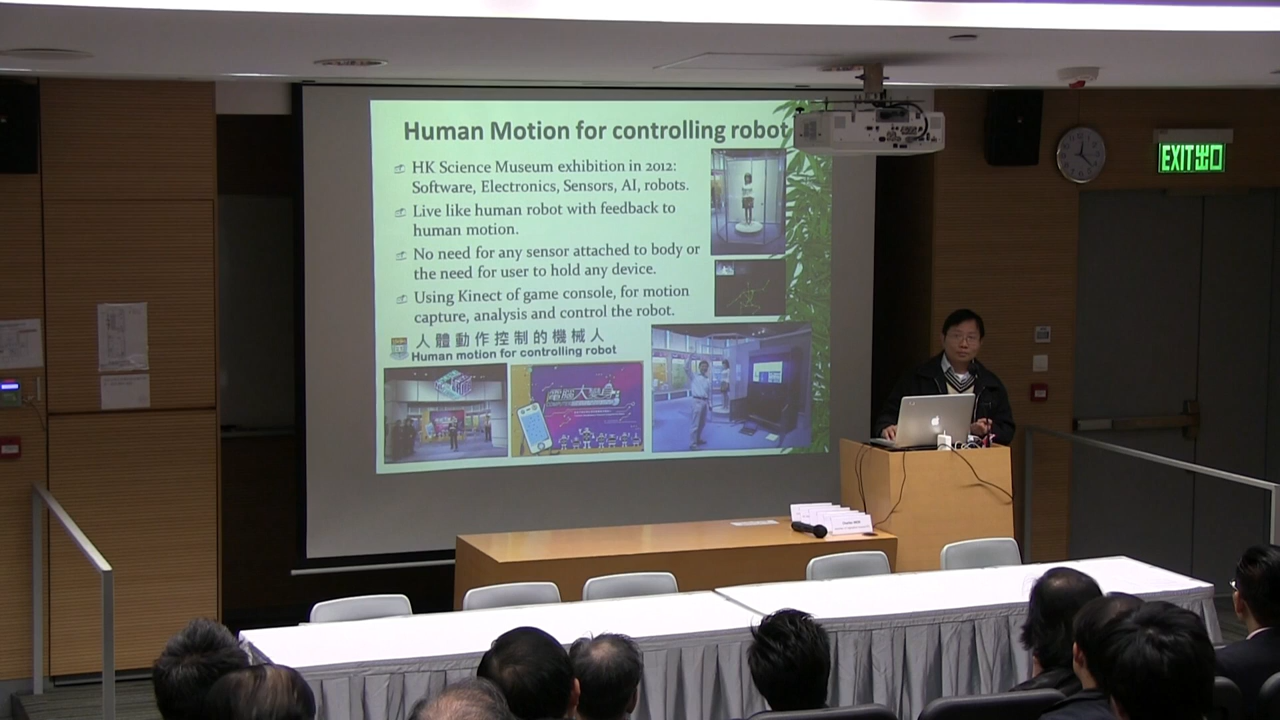 Human Motion for controlling robot
HK Science Museum exhibition in 2012:
Software, Electronics, Sensors, AI, robots.
Live like human robot with feedback to
human motion.
No need for any sensor attached to body or
the need for user to hold any device.
Using Kinect of game console, for motion
capture, analysis and control the robot.
人體動作控制的機械人
Human motion for controlling robot
EXIT出口